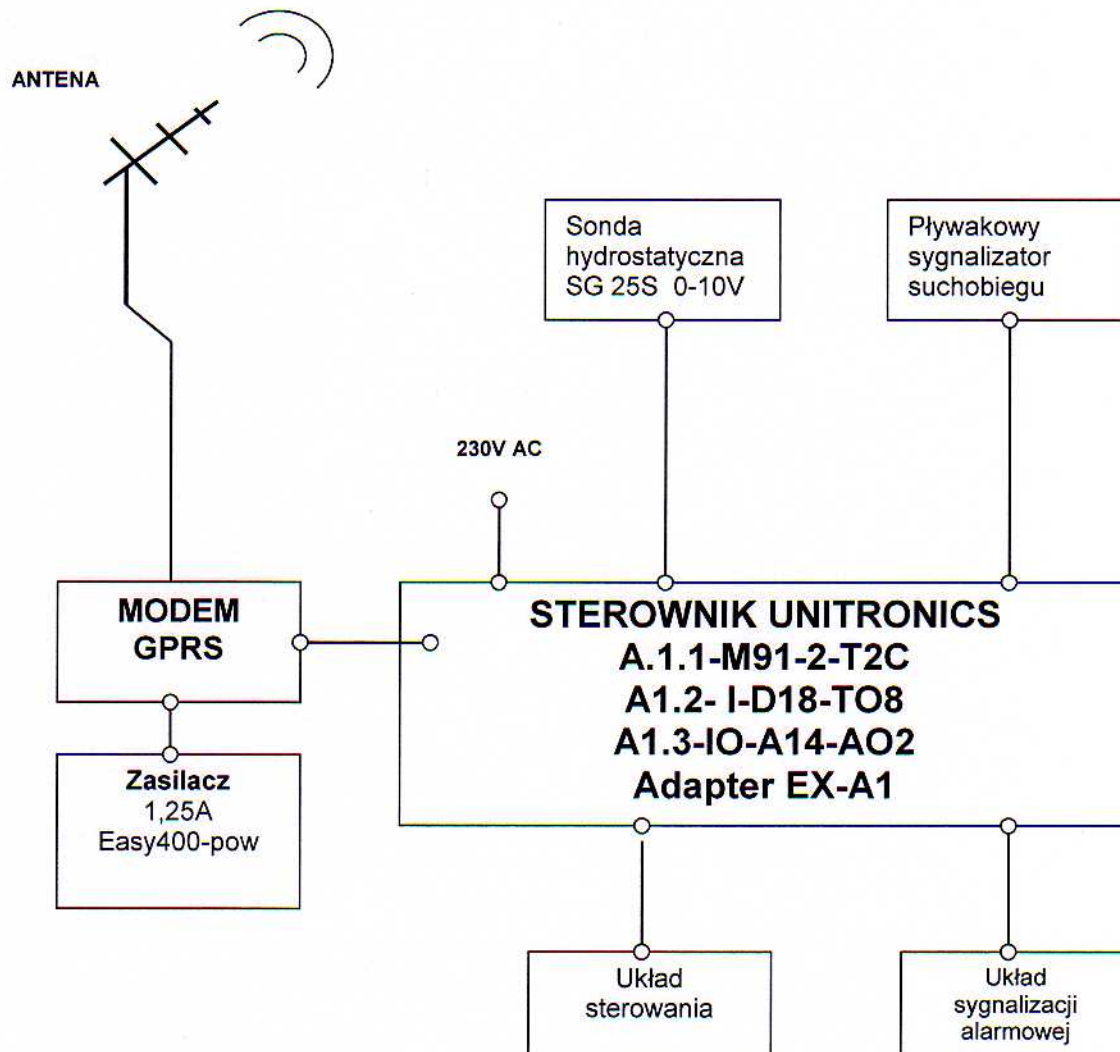 ANTENA
Sonda
hydrostatyczna
SG 25S 0-10V
Pływakowy
sygnalizator
suchobiegu
230V AC
MODEM
GPRS
STEROWNIK UNITRONICS
A.1.1-M91-2-T2C
A1.2- I-D18-TO8
A1.3-IO-A14-AO2
Adapter EX-A1
Zasilacz
1,25A
Easy400-pow
Układ
sterowania
Układ
sygnalizacji
alarmowej